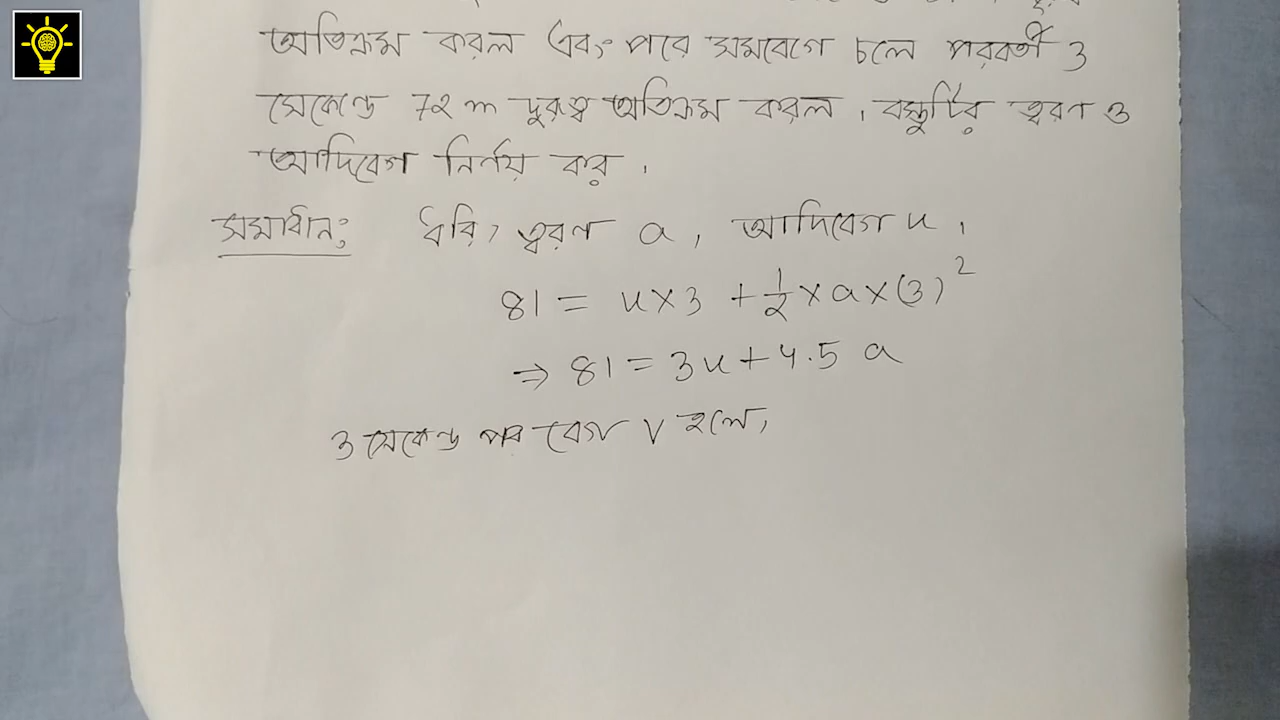 অতিক্রম করল এবং পরে সমবেগে চলে পরবর্তী 3
সেকেন্ডে 72 m দুরত্ব অতিক্রম করল। বস্তুটির ত্বরণ ও
আদিবেগ নির্ণয় কর।
সমাধান: ধরি, ত্বরণ a, আদিবেগ u,
81 = u×3 + 1/2 × a × (3)^2
⇒ 81 = 3u + 4.5 a
3 সেকেন্ড পর বেগ v হলে,